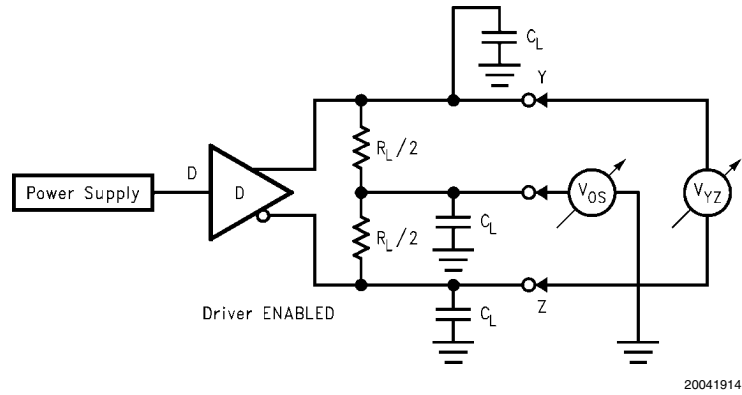 C_L
Y
D
R_L/2
Power Supply
D
V_OS
V_YZ
C_L
R_L/2
Driver ENABLED
C_L
Z
20041914